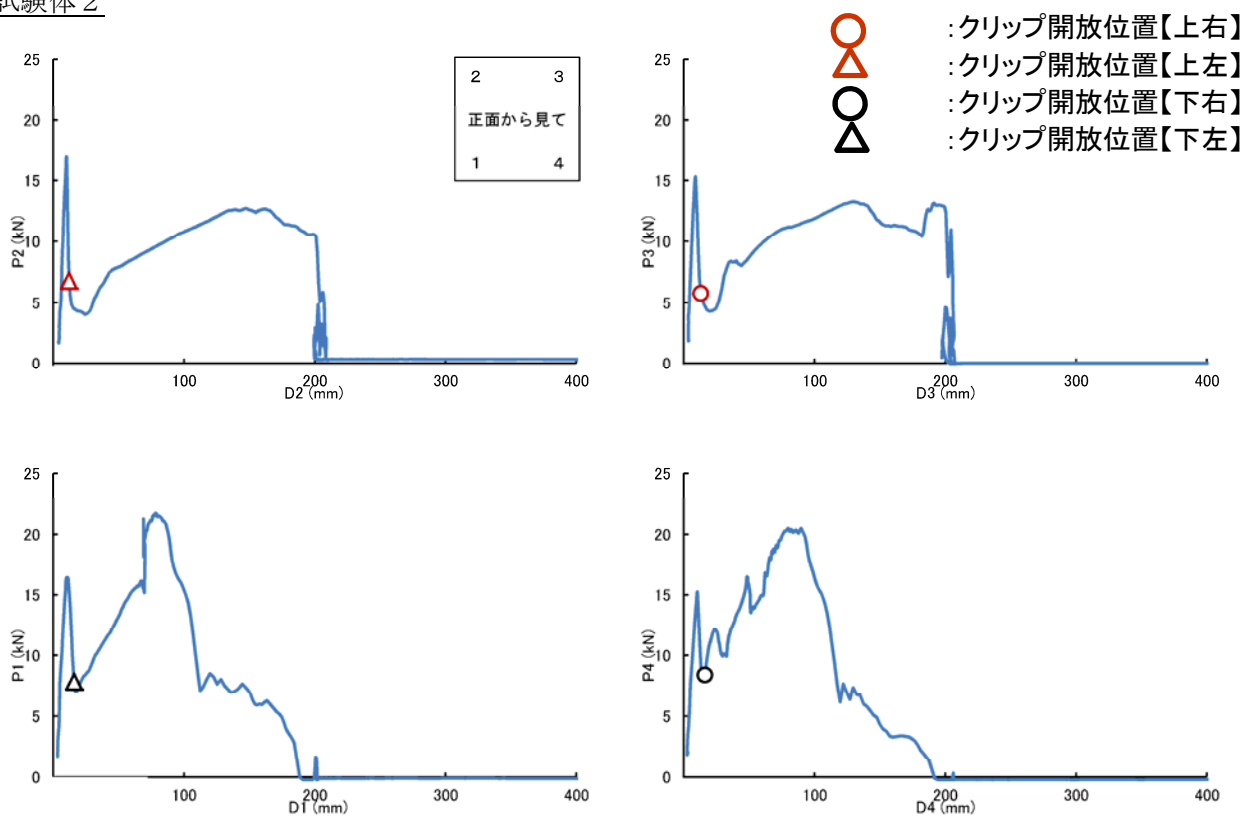 試験体２
:クリップ開放位置【上右】
:クリップ開放位置【上左】
:クリップ開放位置【下右】
:クリップ開放位置【下左】
2 3
正面から見て
1 4
25
20
15
10
5
0
P2 (kN)
100 200 300 400
D2 (mm)
25
20
15
10
5
0
P3 (kN)
100 200 300 400
D3 (mm)
25
20
15
10
5
0
P1 (kN)
100 200 300 400
D1 (mm)
25
20
15
10
5
0
P4 (kN)
100 200 300 400
D4 (mm)